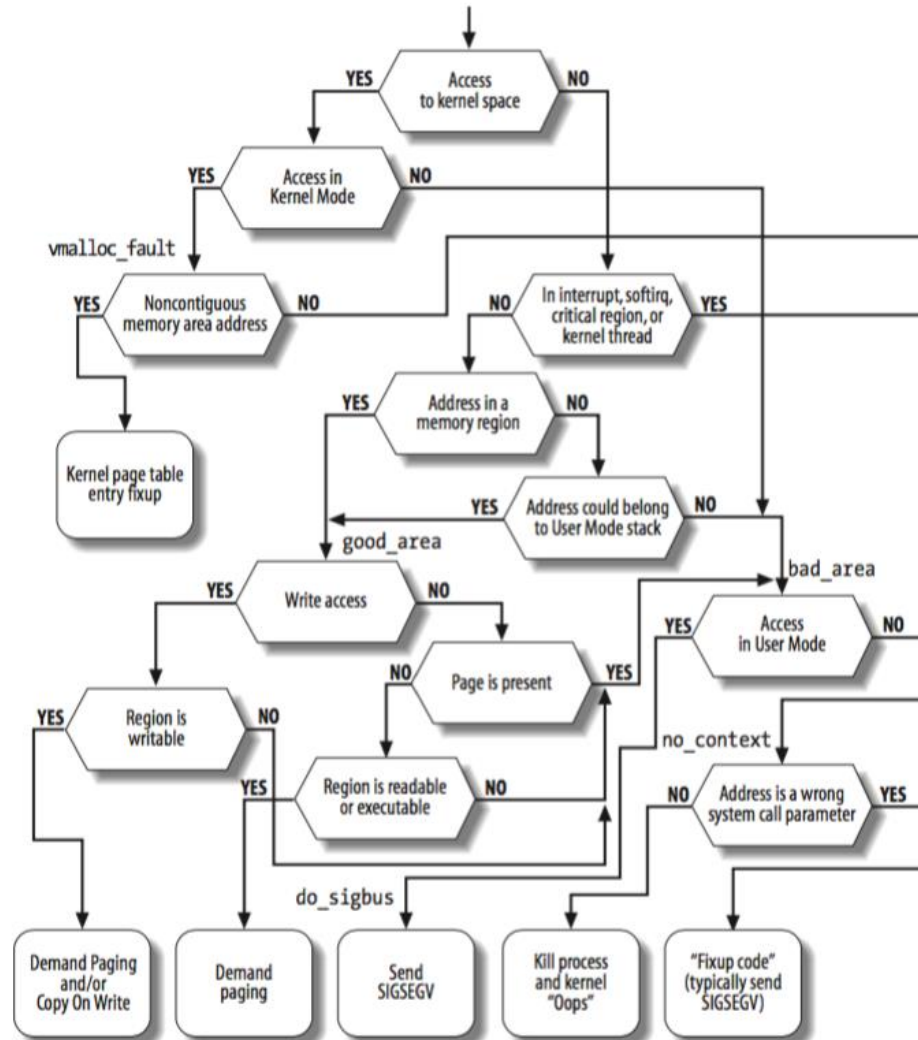 Access
to kernel space
YES
NO
Access in
Kernel Mode
YES
NO
vmalloc_fault
Noncontiguous
memory area address
YES
NO
In interrupt, softirq,
critical region, or
kernel thread
NO
YES
Kernel page table
entry fixup
Address in a
memory region
YES
NO
Address could belong
to User Mode stack
YES
NO
good_area
bad_area
Write access
YES
NO
Access
in User Mode
YES
NO
Page is present
NO
YES
Region is
writable
YES
NO
no_context
Region is readable
or executable
YES
NO
Address is a wrong
system call parameter
NO
YES
do_sigbus
Demand Paging
and/or
Copy On Write
Demand
paging
Send
SIGSEGV
Kill process
and kernel
"Oops"
"Fixup code"
(typically send
SIGSEGV)